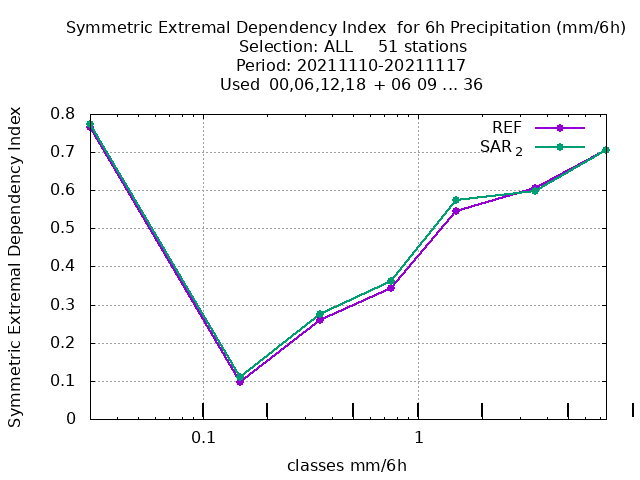 Symmetric Extremal Dependency Index  for 6h Precipitation (mm/6h)
Selection: ALL     51 stations
Period: 20211110-20211117
Used  00,06,12,18  + 06 09 ... 36
Symmetric Extremal Dependency Index
0.8
0.7
0.6
0.5
0.4
0.3
0.2
0.1
0
REF
SAR 2
0.1
1
classes mm/6h